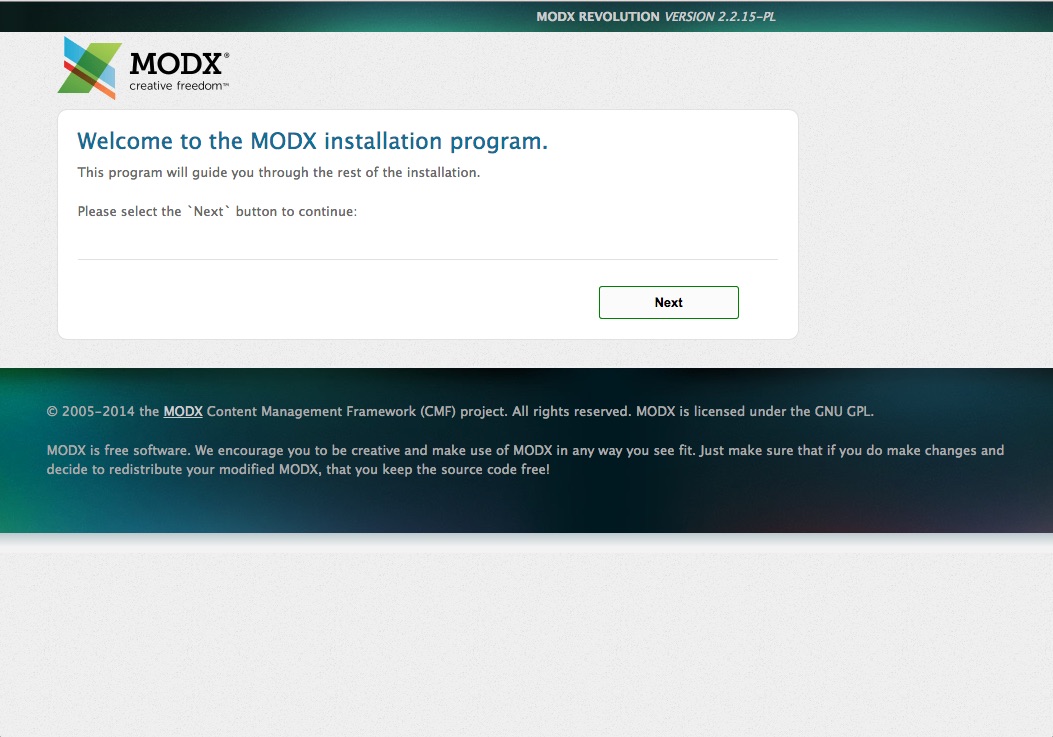 MODX REVOLUTION VERSION 2.2.15-PL
MODX®
creative freedom™
Welcome to the MODX installation program.
This program will guide you through the rest of the installation.
Please select the `Next` button to continue:
Next
© 2005-2014 the MODX Content Management Framework (CMF) project. All rights reserved. MODX is licensed under the GNU GPL.
MODX is free software. We encourage you to be creative and make use of MODX in any way you see fit. Just make sure that if you do make changes and
decide to redistribute your modified MODX, that you keep the source code free!